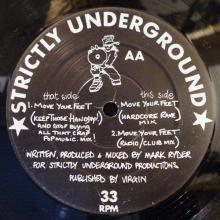 ★STRICTLY UNDERGROUND★
AA
that side:
1. MOVE YOUR FEET
(KEEP THOSE HANDS UP!
AND STOP BUYING
ALL THAT CRAP
POP MUSIC. MIX)
this side:
MOVE YOUR FEET
(HARDCORE RAVE
MIX)
2. MOVE YOUR FEET
(RADIO/CLUB MIX)
WRITTEN, PRODUCED & MIXED BY MARK RYDER
FOR STRICTLY UNDERGROUND PRODUCTIONS.
PUBLISHED BY VIRGIN
33
RPM